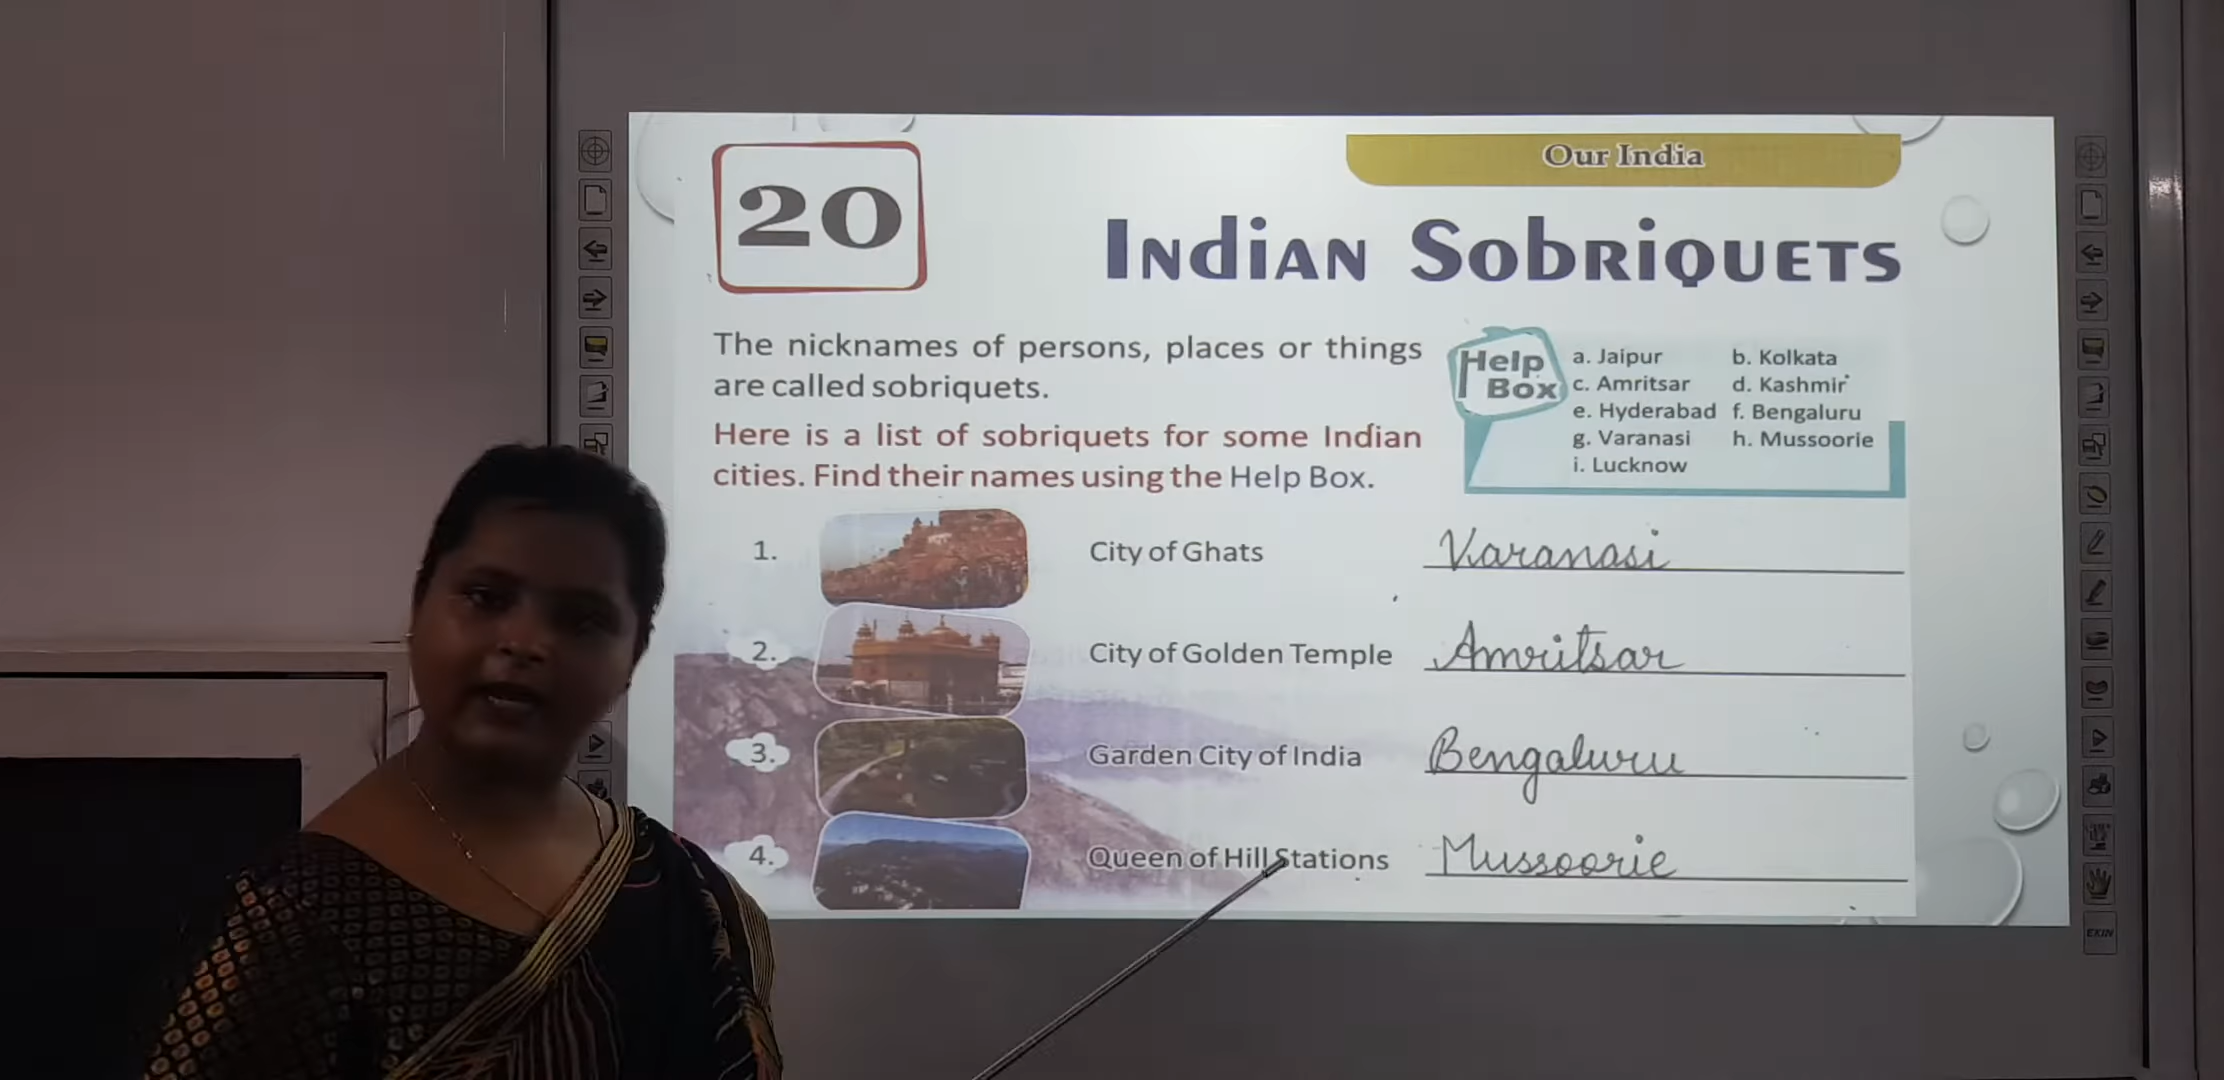 Our India
20
Indian Sobriquets
The nicknames of persons, places or things
are called sobriquets.
Here is a list of sobriquets for some Indian
cities. Find their names using the Help Box.
Help
Box
a. Jaipur b. Kolkata
c. Amritsar d. Kashmir
e. Hyderabad f. Bengaluru
g. Varanasi h. Mussoorie
i. Lucknow
1. City of Ghats Varanasi
2. City of Golden Temple Amritsar
3. Garden City of India Bengaluru
4. Queen of Hill Stations Mussoorie
EKIN